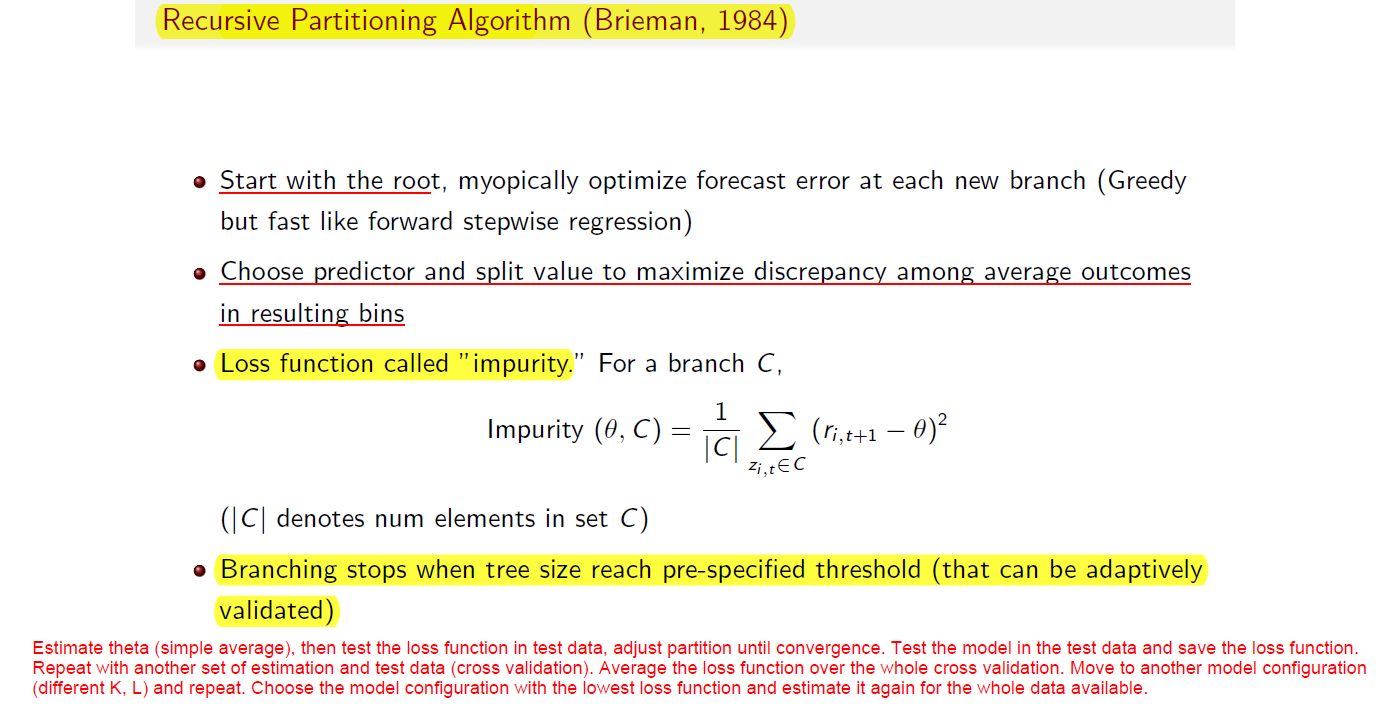 Recursive Partitioning Algorithm (Brieman, 1984)
Start with the root, myopically optimize forecast error at each new branch (Greedy
but fast like forward stepwise regression)
Choose predictor and split value to maximize discrepancy among average outcomes
in resulting bins
Loss function called "impurity." For a branch C,
Impurity (θ, C) = 1/|C| ∑_{z_{i,t}∈C} (r_{i,t+1} − θ)²
(|C| denotes num elements in set C)
Branching stops when tree size reach pre-specified threshold (that can be adaptively
validated)
Estimate theta (simple average), then test the loss function in test data, adjust partition until convergence. Test the model in the test data and save the loss function.
Repeat with another set of estimation and test data (cross validation). Average the loss function over the whole cross validation. Move to another model configuration
(different K, L) and repeat. Choose the model configuration with the lowest loss function and estimate it again for the whole data available.